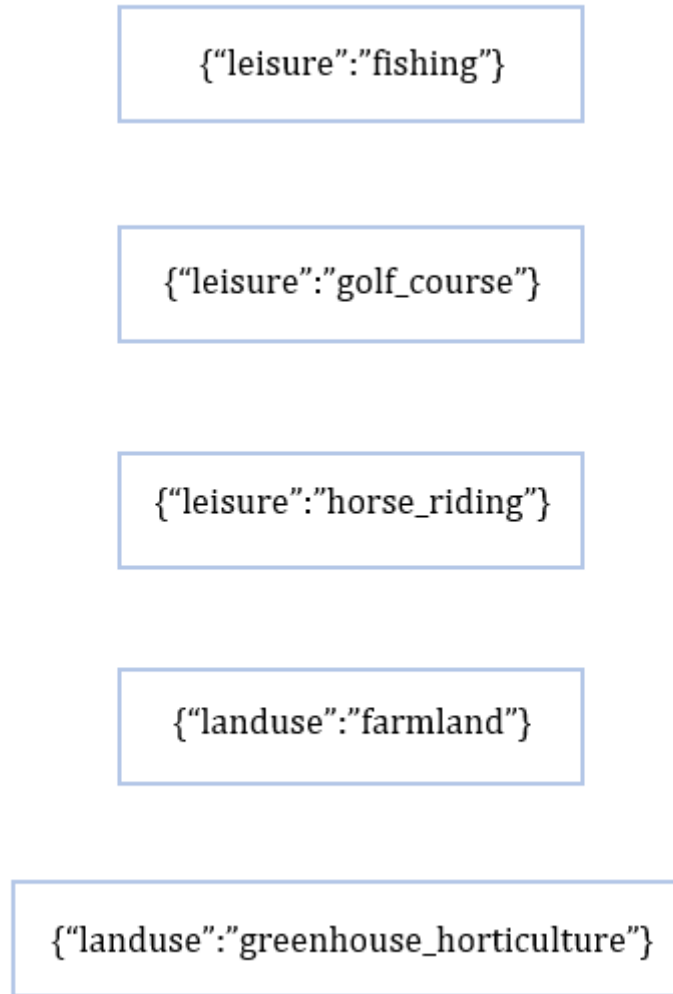 {“leisure”:”fishing”}
{“leisure”:”golf_course”}
{“leisure”:”horse_riding”}
{“landuse”:”farmland”}
{“landuse”:”greenhouse_horticulture”}